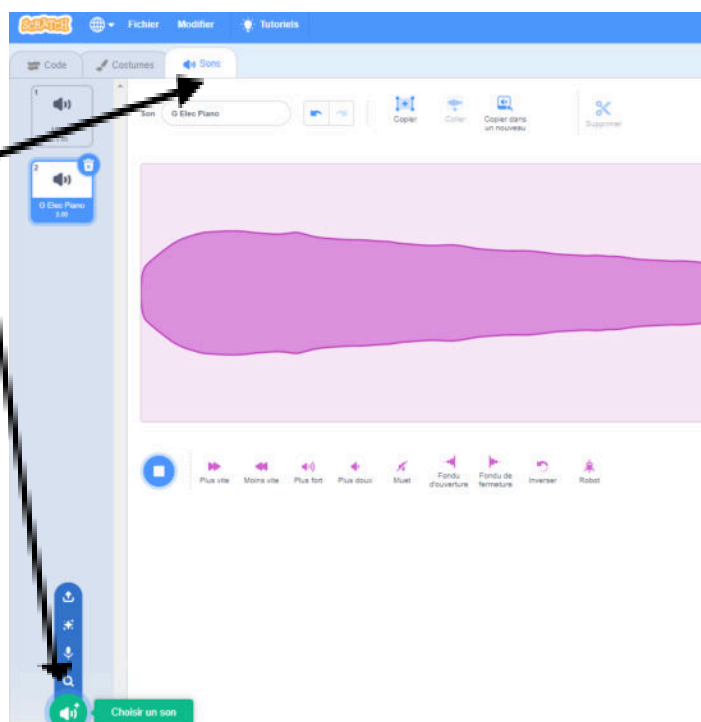 SCRATCH Fichier Modifier Tutoriels
Code Costumes Sons
1
Son G Elec Piano Copier Coller Copier dans un nouveau Supprimer
2
G Elec Piano
3.00
Plus vite Moins vite Plus fort Plus doux Muet Fondu d'ouverture Fondu de fermeture Inverser Robot
Choisir un son